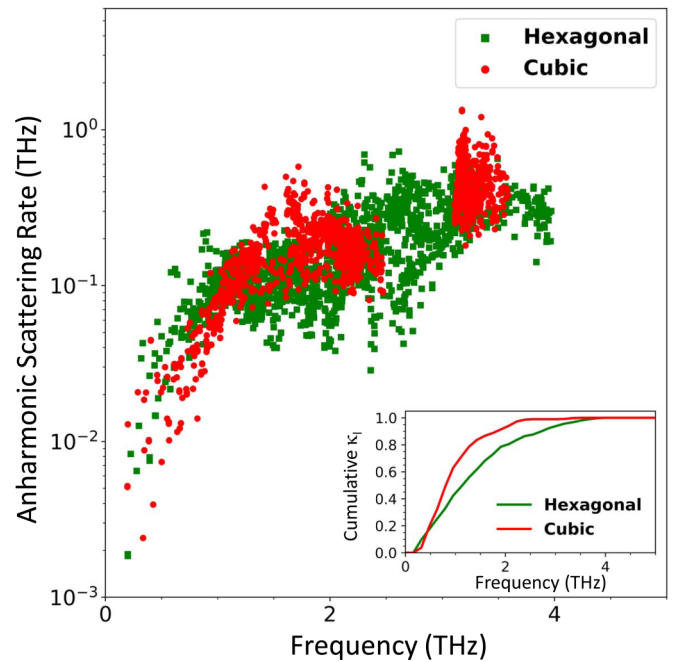 Hexagonal
Cubic
Anharmonic Scattering Rate (THz)
10⁰
10⁻¹
10⁻²
10⁻³
0
2
4
Frequency (THz)
Cumulative κₗ
1.0
0.8
0.6
0.4
0.2
0.0
Hexagonal
Cubic
0
2
4
Frequency (THz)